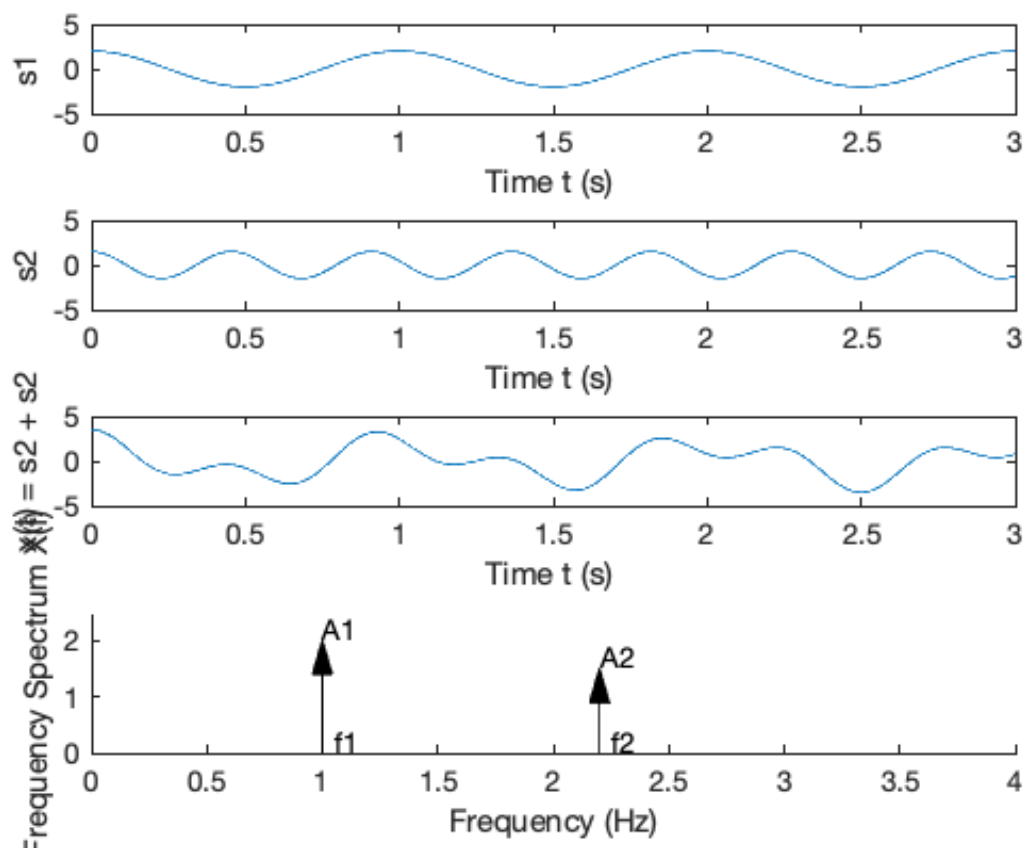 s1
5
0
-5
0 0.5 1 1.5 2 2.5 3
Time t (s)
s2
5
0
-5
0 0.5 1 1.5 2 2.5 3
Time t (s)
= s2 + s2
5
0
-5
0 0.5 1 1.5 2 2.5 3
Time t (s)
Frequency Spectrum
2
1
0
A1
A2
f1
f2
0 0.5 1 1.5 2 2.5 3 3.5 4
Frequency (Hz)